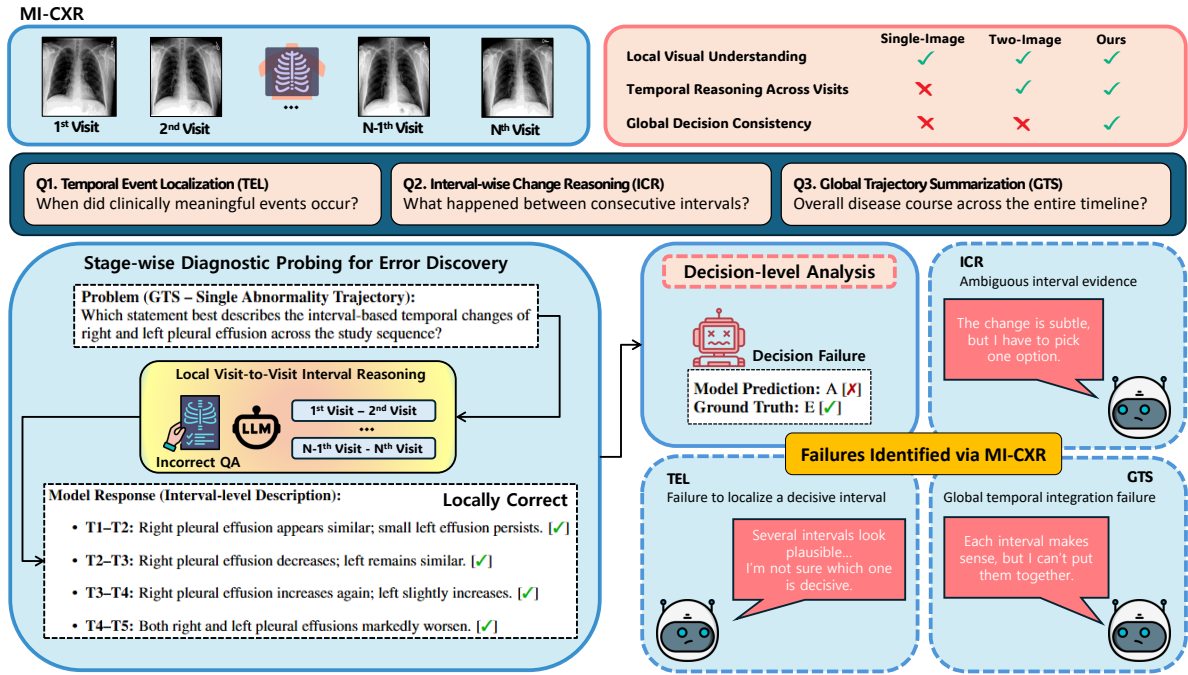 MI-CXR
1st Visit
2nd Visit
...
N-1th Visit
Nth Visit
Single-Image
Two-Image
Ours
Local Visual Understanding
Temporal Reasoning Across Visits
Global Decision Consistency
Q1. Temporal Event Localization (TEL)
When did clinically meaningful events occur?
Q2. Interval-wise Change Reasoning (ICR)
What happened between consecutive intervals?
Q3. Global Trajectory Summarization (GTS)
Overall disease course across the entire timeline?
Stage-wise Diagnostic Probing for Error Discovery
Problem (GTS – Single Abnormality Trajectory):
Which statement best describes the interval-based temporal changes of
right and left pleural effusion across the study sequence?
Local Visit-to-Visit Interval Reasoning
Incorrect QA
LLM
1st Visit – 2nd Visit
...
N-1th Visit - Nth Visit
Model Response (Interval-level Description):
Locally Correct
• T1–T2: Right pleural effusion appears similar; small left effusion persists. [✓]
• T2–T3: Right pleural effusion decreases; left remains similar. [✓]
• T3–T4: Right pleural effusion increases again; left slightly increases. [✓]
• T4–T5: Both right and left pleural effusions markedly worsen. [✓]
Decision-level Analysis
Decision Failure
Model Prediction: A [✗]
Ground Truth: E [✓]
ICR
Ambiguous interval evidence
The change is subtle,
but I have to pick
one option.
Failures Identified via MI-CXR
TEL
Failure to localize a decisive interval
Several intervals look
plausible...
I'm not sure which one
is decisive.
GTS
Global temporal integration failure
Each interval makes
sense, but I can't put
them together.